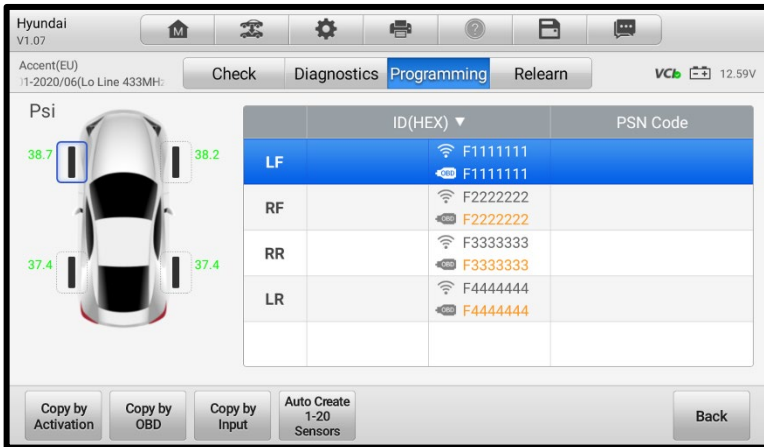 Hyundai
V1.07
M
Accent(EU)
)1-2020/06(Lo Line 433MHz
Check
Diagnostics
Programming
Relearn
VCI
12.59V
Psi
38.7
38.2
37.4
37.4
ID(HEX) ▼
PSN Code
LF
F1111111
OBD F1111111
RF
F2222222
OBD F2222222
RR
F3333333
OBD F3333333
LR
F4444444
OBD F4444444
Copy by
Activation
Copy by
OBD
Copy by
Input
Auto Create
1-20
Sensors
Back